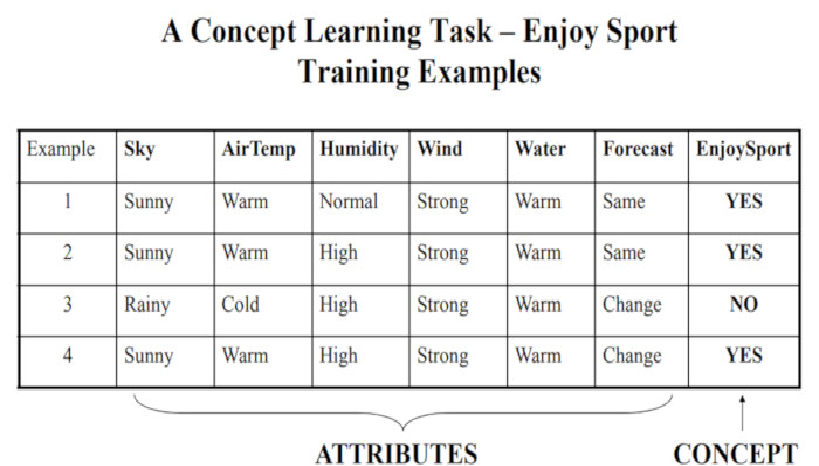 A Concept Learning Task – Enjoy Sport
Training Examples
Example Sky AirTemp Humidity Wind Water Forecast EnjoySport
1 Sunny Warm Normal Strong Warm Same YES
2 Sunny Warm High Strong Warm Same YES
3 Rainy Cold High Strong Warm Change NO
4 Sunny Warm High Strong Warm Change YES
ATTRIBUTES CONCEPT